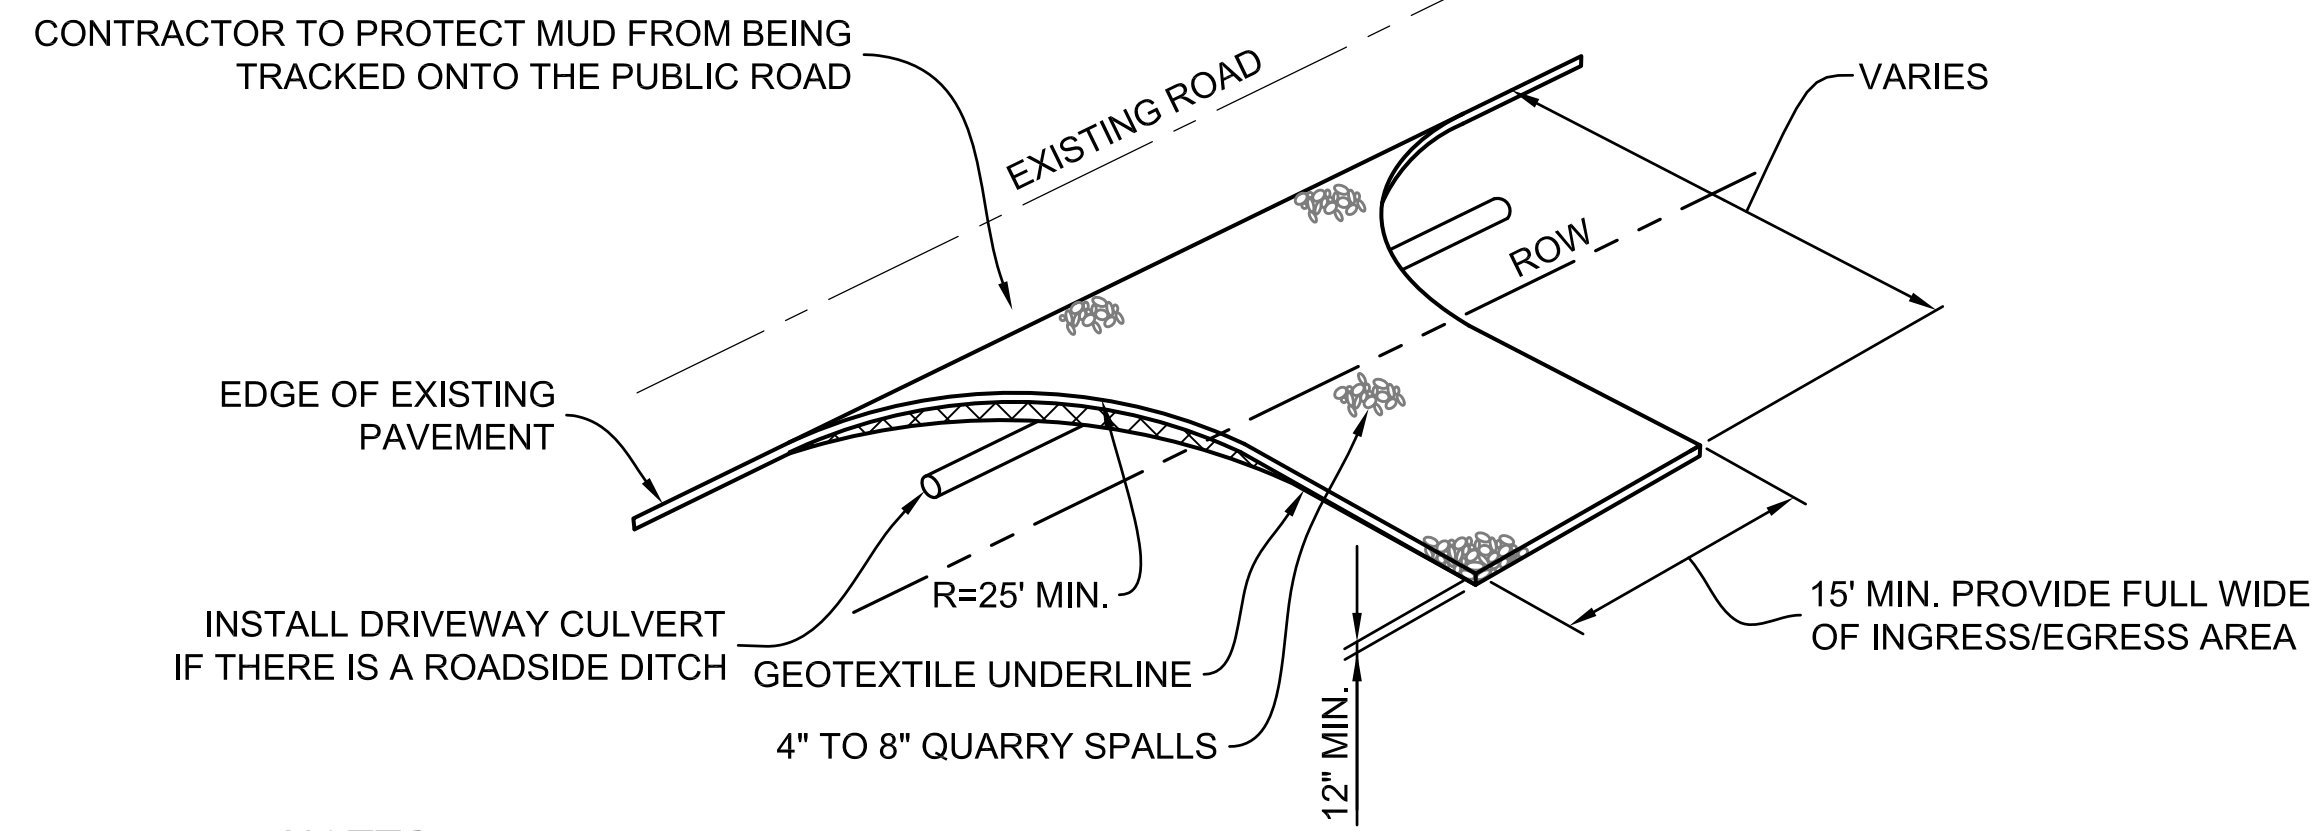 CONTRACTOR TO PROTECT MUD FROM BEING
TRACKED ONTO THE PUBLIC ROAD
EXISTING ROAD
VARIES
ROW
EDGE OF EXISTING
PAVEMENT
R=25' MIN.
INSTALL DRIVEWAY CULVERT
IF THERE IS A ROADSIDE DITCH
GEOTEXTILE UNDERLINE
4" TO 8" QUARRY SPALLS
12" MIN.
15' MIN. PROVIDE FULL WIDE
OF INGRESS/EGRESS AREA